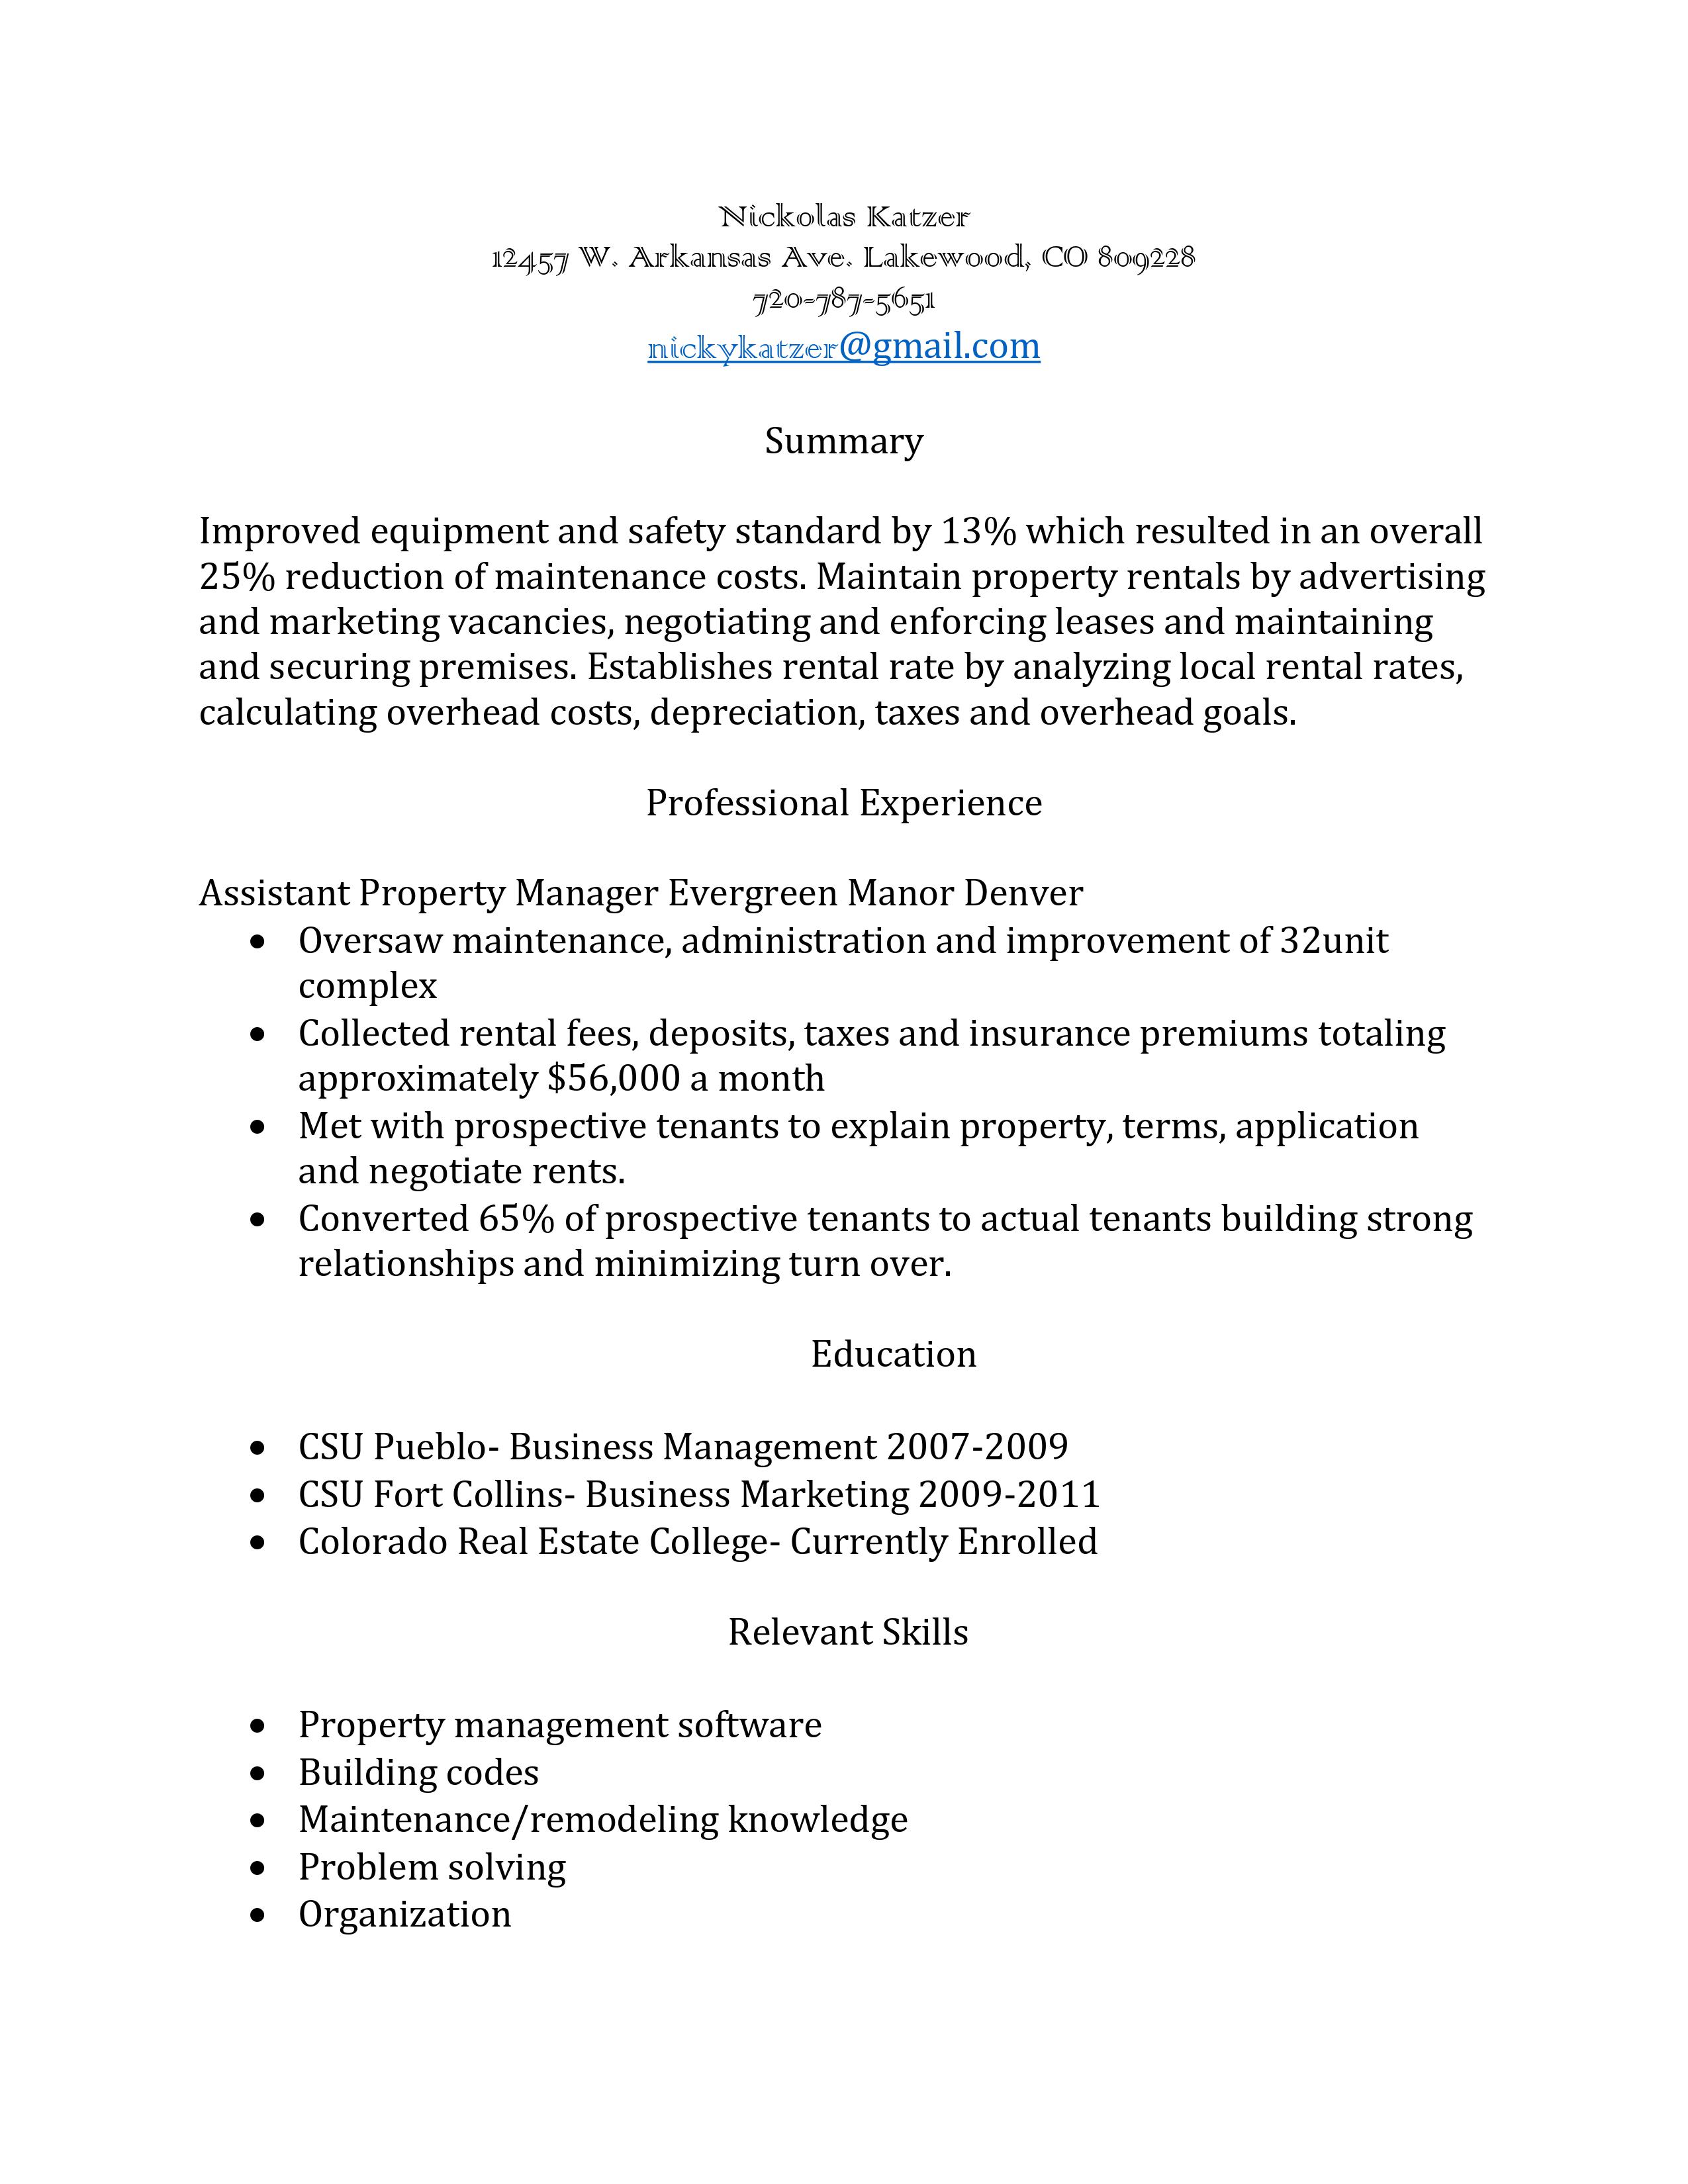 Nickolas Katzer
12457 W. Arkansas Ave. Lakewood, CO 809228
720-787-5651
nickykatzer@gmail.com
Summary
Improved equipment and safety standard by 13% which resulted in an overall
25% reduction of maintenance costs. Maintain property rentals by advertising
and marketing vacancies, negotiating and enforcing leases and maintaining
and securing premises. Establishes rental rate by analyzing local rental rates,
calculating overhead costs, depreciation, taxes and overhead goals.
Professional Experience
Assistant Property Manager Evergreen Manor Denver
• Oversaw maintenance, administration and improvement of 32unit
complex
• Collected rental fees, deposits, taxes and insurance premiums totaling
approximately $56,000 a month
• Met with prospective tenants to explain property, terms, application
and negotiate rents.
• Converted 65% of prospective tenants to actual tenants building strong
relationships and minimizing turn over.
Education
• CSU Pueblo- Business Management 2007-2009
• CSU Fort Collins- Business Marketing 2009-2011
• Colorado Real Estate College- Currently Enrolled
Relevant Skills
• Property management software
• Building codes
• Maintenance/remodeling knowledge
• Problem solving
• Organization